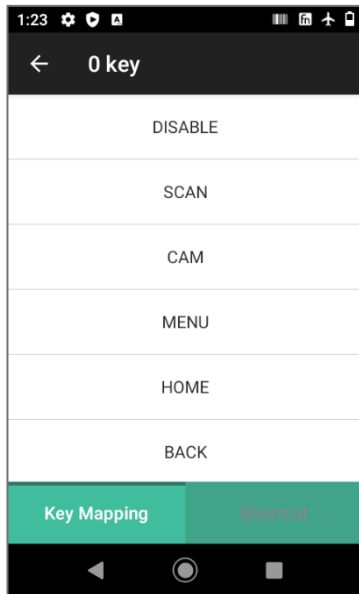 1:23
0 key
DISABLE
SCAN
CAM
MENU
HOME
BACK
Key Mapping Shortcut